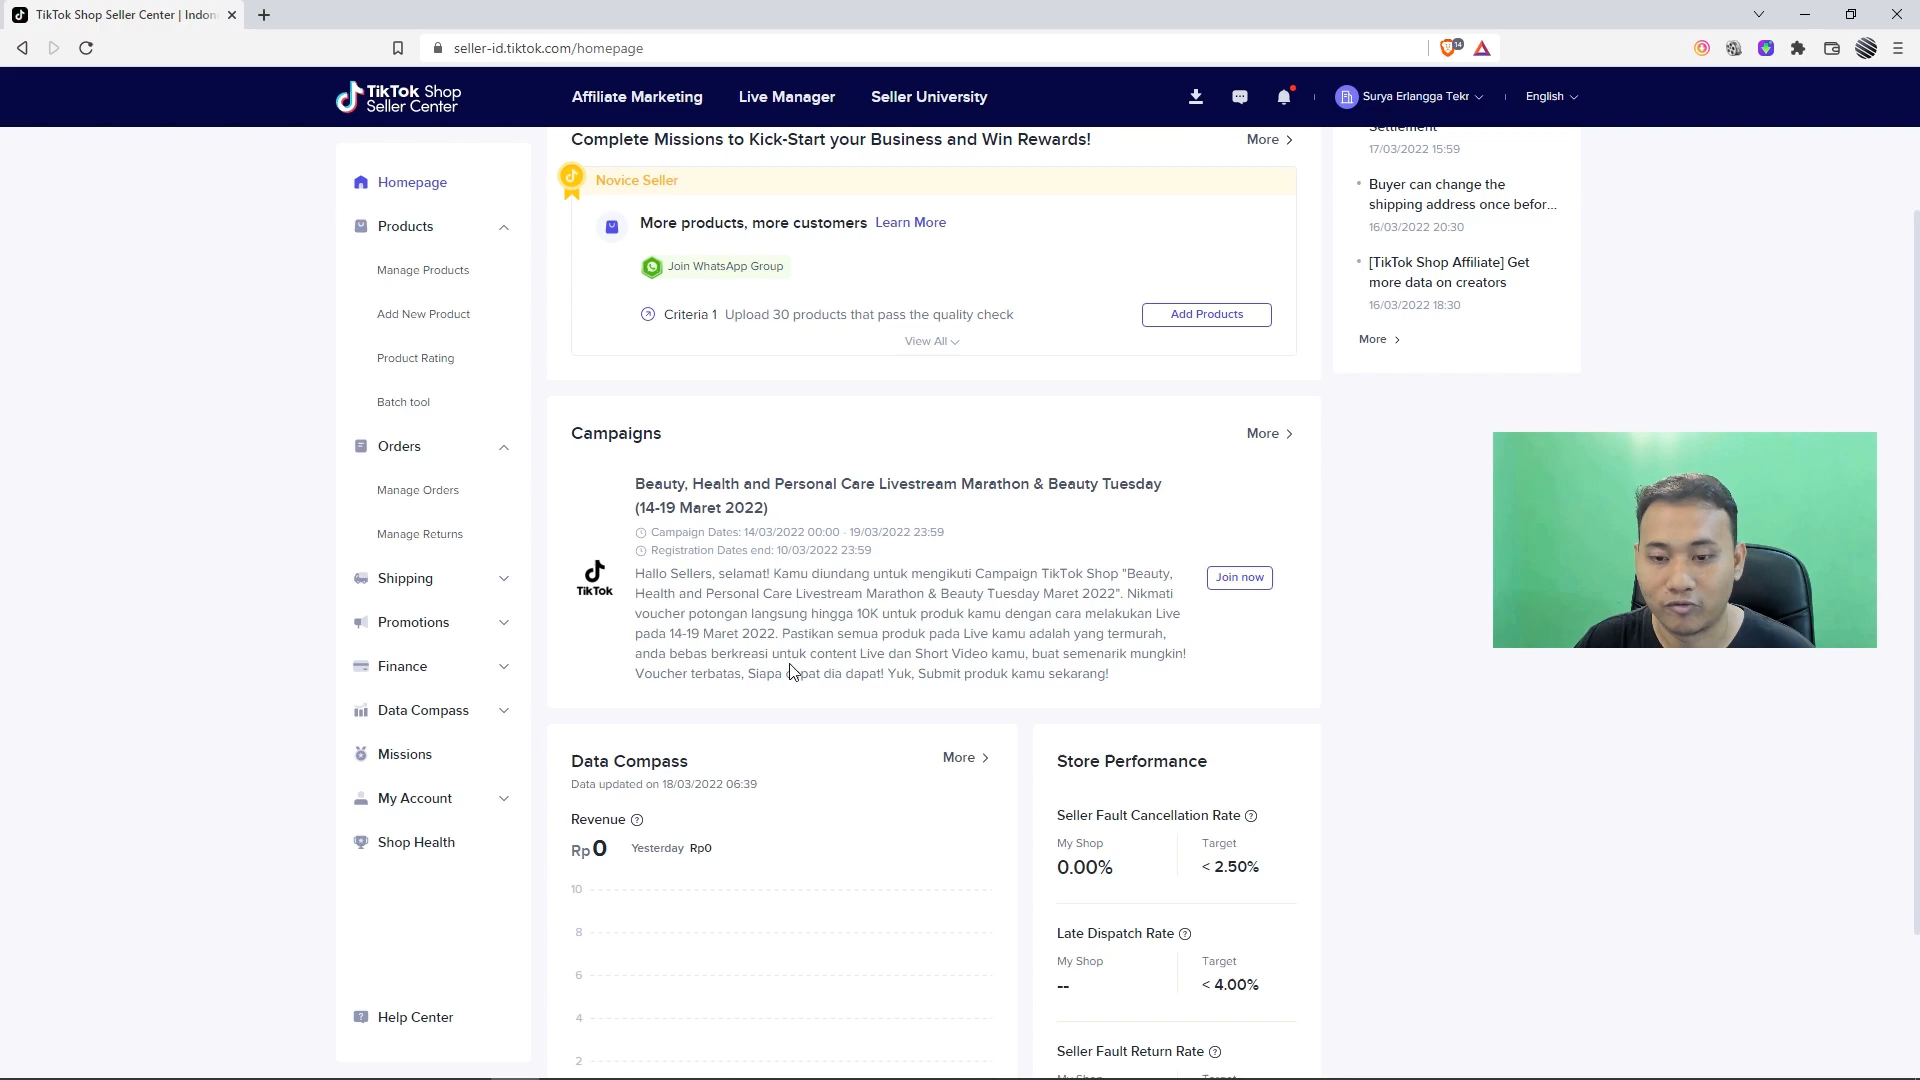 TikTok Shop Seller Center | Indon
seller-id.tiktok.com/homepage
14
TikTok Shop
Seller Center
Affiliate Marketing
Live Manager
Seller University
Surya Erlangga Tekr
English
Homepage
Products
Manage Products
Add New Product
Product Rating
Batch tool
Orders
Manage Orders
Manage Returns
Shipping
Promotions
Finance
Data Compass
Missions
My Account
Shop Health
Help Center
Complete Missions to Kick-Start your Business and Win Rewards!
More
Novice Seller
More products, more customers Learn More
Join WhatsApp Group
Criteria 1 Upload 30 products that pass the quality check
Add Products
View All
Campaigns
More
TikTok
Beauty, Health and Personal Care Livestream Marathon & Beauty Tuesday
(14-19 Maret 2022)
Campaign Dates: 14/03/2022 00:00 - 19/03/2022 23:59
Registration Dates end: 10/03/2022 23:59
Hallo Sellers, selamat! Kamu diundang untuk mengikuti Campaign TikTok Shop "Beauty,
Health and Personal Care Livestream Marathon & Beauty Tuesday Maret 2022". Nikmati
voucher potongan langsung hingga 10K untuk produk kamu dengan cara melakukan Live
pada 14-19 Maret 2022. Pastikan semua produk pada Live kamu adalah yang termurah,
anda bebas berkreasi untuk content Live dan Short Video kamu, buat semenarik mungkin!
Voucher terbatas, Siapa dapat dia dapat! Yuk, Submit produk kamu sekarang!
Join now
Data Compass
More
Data updated on 18/03/2022 06:39
Revenue
Rp0
Yesterday Rp0
10
8
6
4
2
Store Performance
Seller Fault Cancellation Rate
My Shop
Target
0.00%
< 2.50%
Late Dispatch Rate
My Shop
Target
--
< 4.00%
Seller Fault Return Rate
My Shop
Target
Settlement
17/03/2022 15:59
Buyer can change the
shipping address once befor...
16/03/2022 20:30
[TikTok Shop Affiliate] Get
more data on creators
16/03/2022 18:30
More